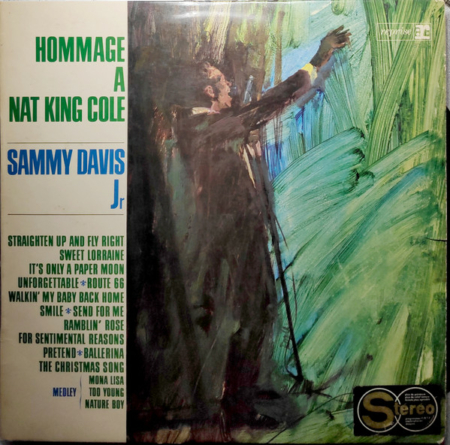 HOMMAGE
A
NAT KING COLE
SAMMY DAVIS
Jr
STRAIGHTEN UP AND FLY RIGHT
SWEET LORRAINE
IT'S ONLY A PAPER MOON
UNFORGETTABLE * ROUTE 66
WALKIN' MY BABY BACK HOME
SMILE * SEND FOR ME
RAMBLIN' ROSE
FOR SENTIMENTAL REASONS
PRETEND * BALLERINA
THE CHRISTMAS SONG
MEDLEY
MONA LISA
TOO YOUNG
NATURE BOY
reprise
Stereo